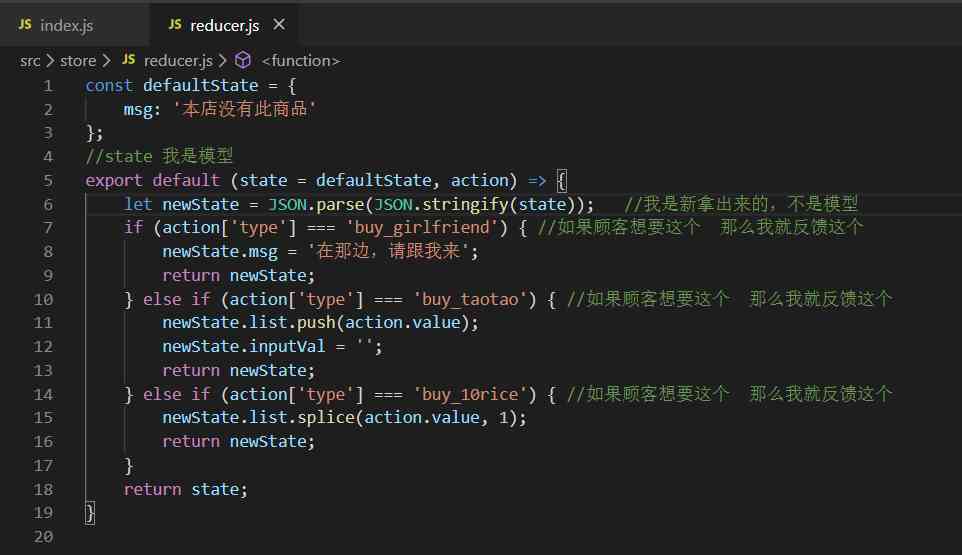 JS index.js JS reducer.js ×
src > store > JS reducer.js > <function>
1 const defaultState = {
2     msg: '本店没有此商品'
3 };
4 //state 我是模型
5 export default (state = defaultState, action) => {
6     let newState = JSON.parse(JSON.stringify(state));   //我是新拿出来的，不是模型
7     if (action['type'] === 'buy_girlfriend') { //如果顾客想要这个  那么我就反馈这个
8         newState.msg = '在那边，请跟我来';
9         return newState;
10     } else if (action['type'] === 'buy_taotao') { //如果顾客想要这个  那么我就反馈这个
11         newState.list.push(action.value);
12         newState.inputVal = '';
13         return newState;
14     } else if (action['type'] === 'buy_10rice') { //如果顾客想要这个  那么我就反馈这个
15         newState.list.splice(action.value, 1);
16         return newState;
17     }
18     return state;
19 }
20